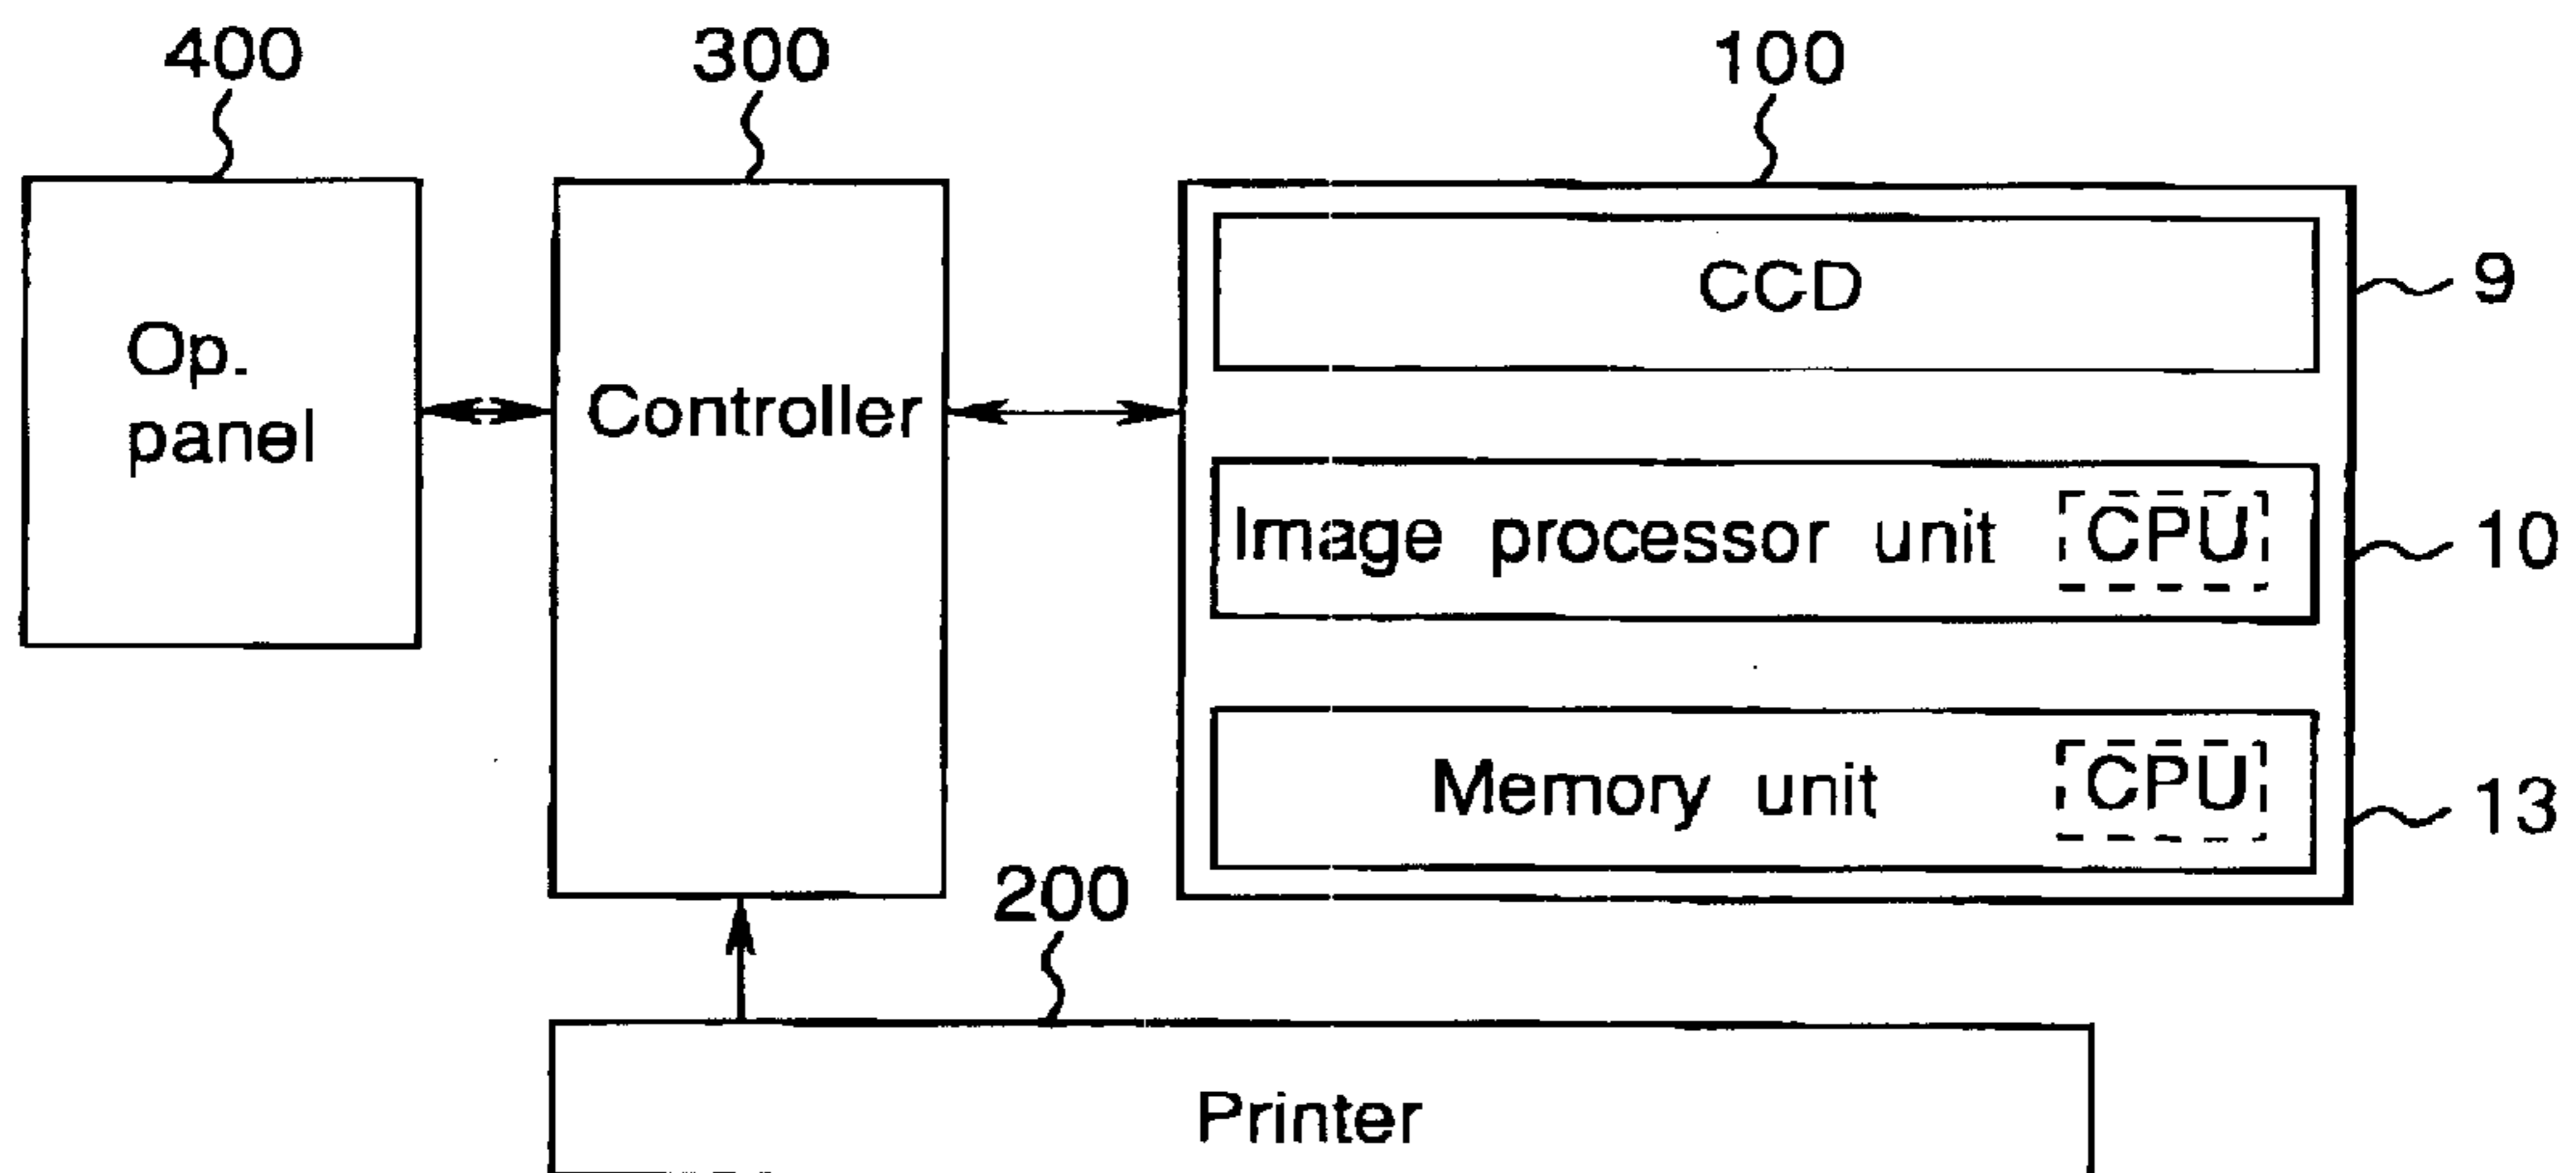 400
300
100
CCD
9
Op.
panel
Controller
Image processor unit CPU
10
Memory unit CPU
13
200
Printer